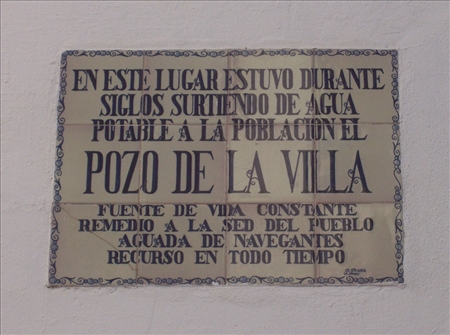 EN ESTE LUGAR ESTUVO DURANTE
SIGLOS SURTIENDO DE AGUA
POTABLE A LA POBLACION EL
POZO DE LA VILLA
FUENTE DE VIDA CONSTANTE
REMEDIO A LA SED DEL PUEBLO
AGUADA DE NAVEGANTES
RECURSO EN TODO TIEMPO